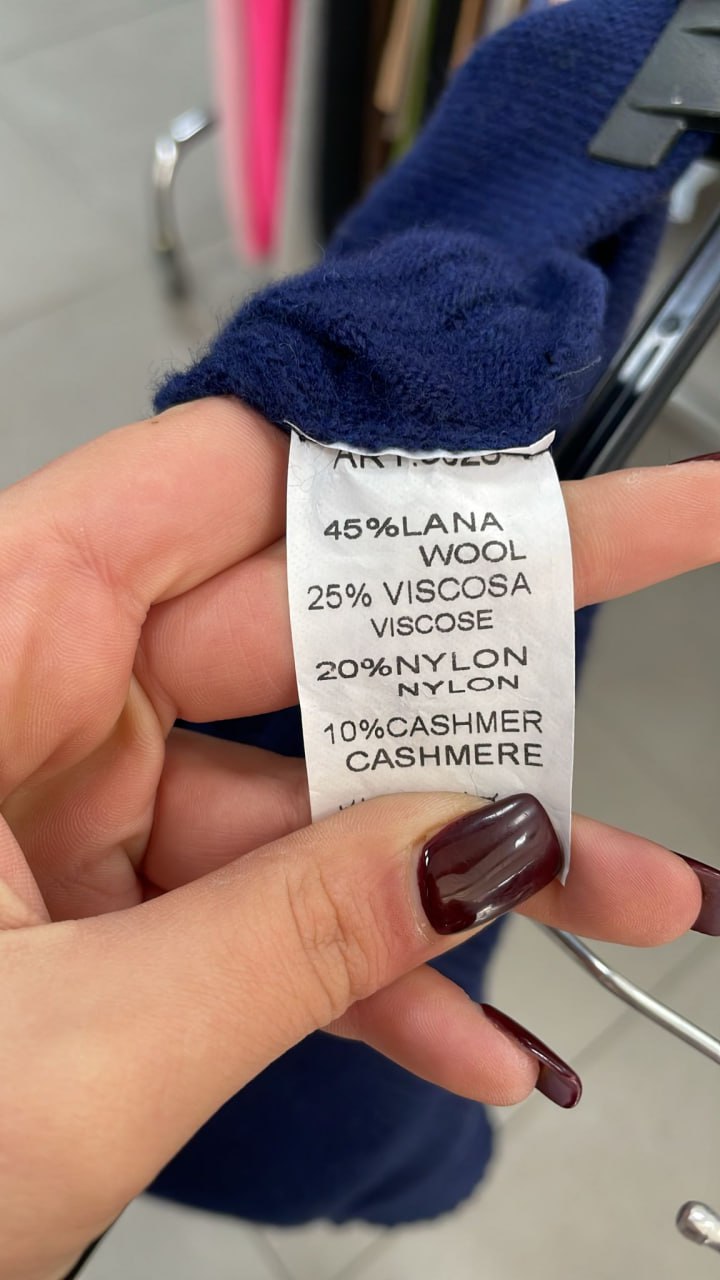 45%LANA
WOOL
25% VISCOSA
VISCOSE
20%NYLON
NYLON
10%CASHMER
CASHMERE